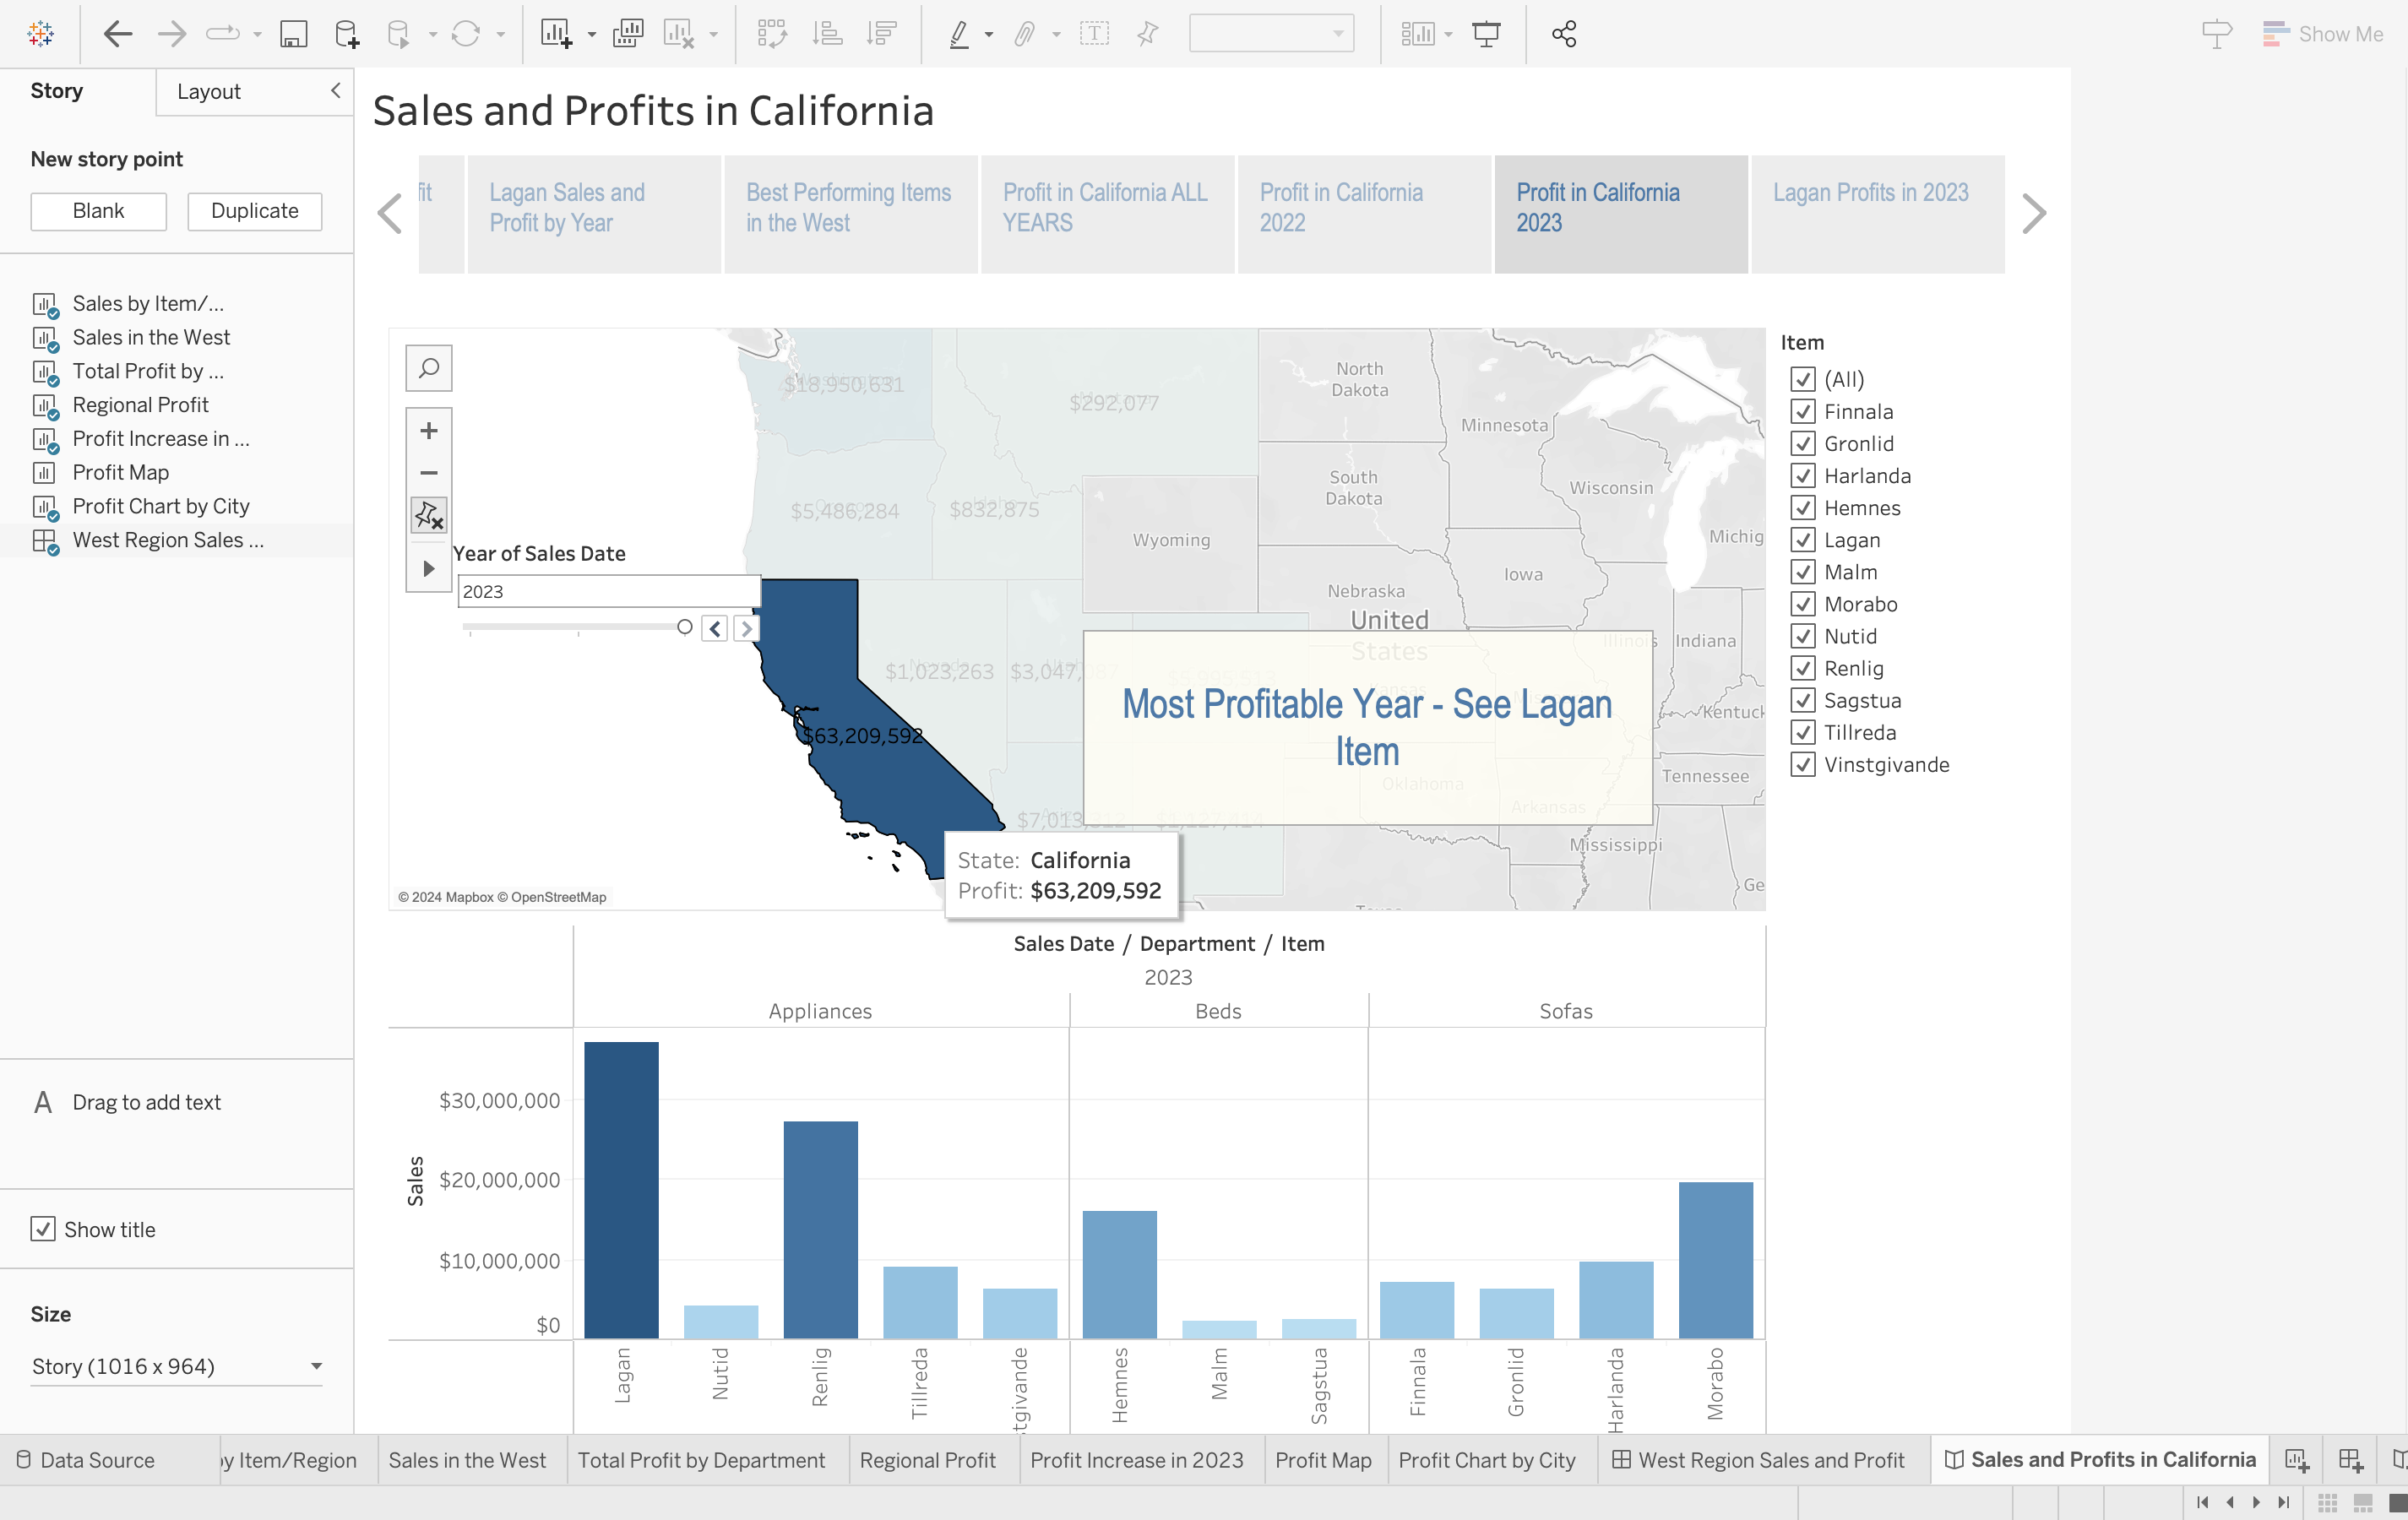 Show Me
Story
Layout
New story point
Blank
Duplicate
Sales by Item/...
Sales in the West
Total Profit by ...
Regional Profit
Profit Increase in ...
Profit Map
Profit Chart by City
West Region Sales ...
A Drag to add text
Show title
Size
Story (1016 x 964)
Sales and Profits in California
fit
Lagan Sales and
Profit by Year
Best Performing Items
in the West
Profit in California ALL
YEARS
Profit in California
2022
Profit in California
2023
Lagan Profits in 2023
$18,950,631
$292,077
$5,486,284
$832,875
Year of Sales Date
2023
$1,023,263
$3,047,
$63,209,592
$7,013,312
$1,127,414
North
Dakota
Minnesota
South
Dakota
Wisconsin
Wyoming
Michig
Iowa
Nebraska
United
States
Illinois
Indiana
Kansas
Kentuck
Oklahoma
Tennessee
Arkansas
Mississippi
Ge
Most Profitable Year - See Lagan
Item
State: California
Profit: $63,209,592
© 2024 Mapbox © OpenStreetMap
Item
(All)
Finnala
Gronlid
Harlanda
Hemnes
Lagan
Malm
Morabo
Nutid
Renlig
Sagstua
Tillreda
Vinstgivande
Sales Date / Department / Item
2023
Appliances
Beds
Sofas
Sales
$30,000,000
$20,000,000
$10,000,000
$0
Lagan
Nutid
Renlig
Tillreda
tgivande
Hemnes
Malm
Sagstua
Finnala
Gronlid
Harlanda
Morabo
Data Source
y Item/Region
Sales in the West
Total Profit by Department
Regional Profit
Profit Increase in 2023
Profit Map
Profit Chart by City
West Region Sales and Profit
Sales and Profits in California